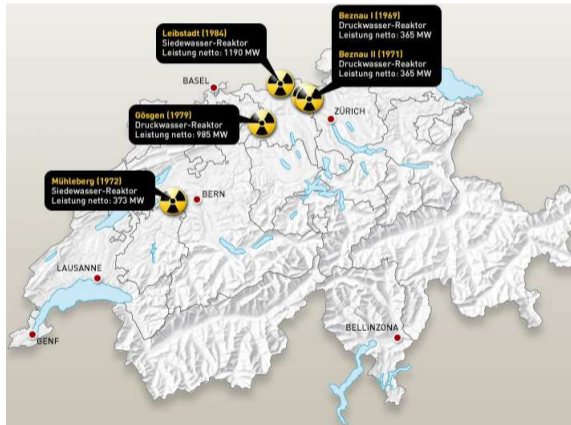 Leibstadt (1984)
Siedewasser-Reaktor
Leistung netto: 1190 MW
Beznau I (1969)
Druckwasser-Reaktor
Leistung netto: 365 MW
Beznau II (1971)
Druckwasser-Reaktor
Leistung netto: 365 MW
BASEL
Gösgen (1979)
Druckwasser-Reaktor
Leistung netto: 985 MW
ZÜRICH
Mühleberg (1972)
Siedewasser-Reaktor
Leistung netto: 373 MW
BERN
LAUSANNE
GENF
BELLINZONA